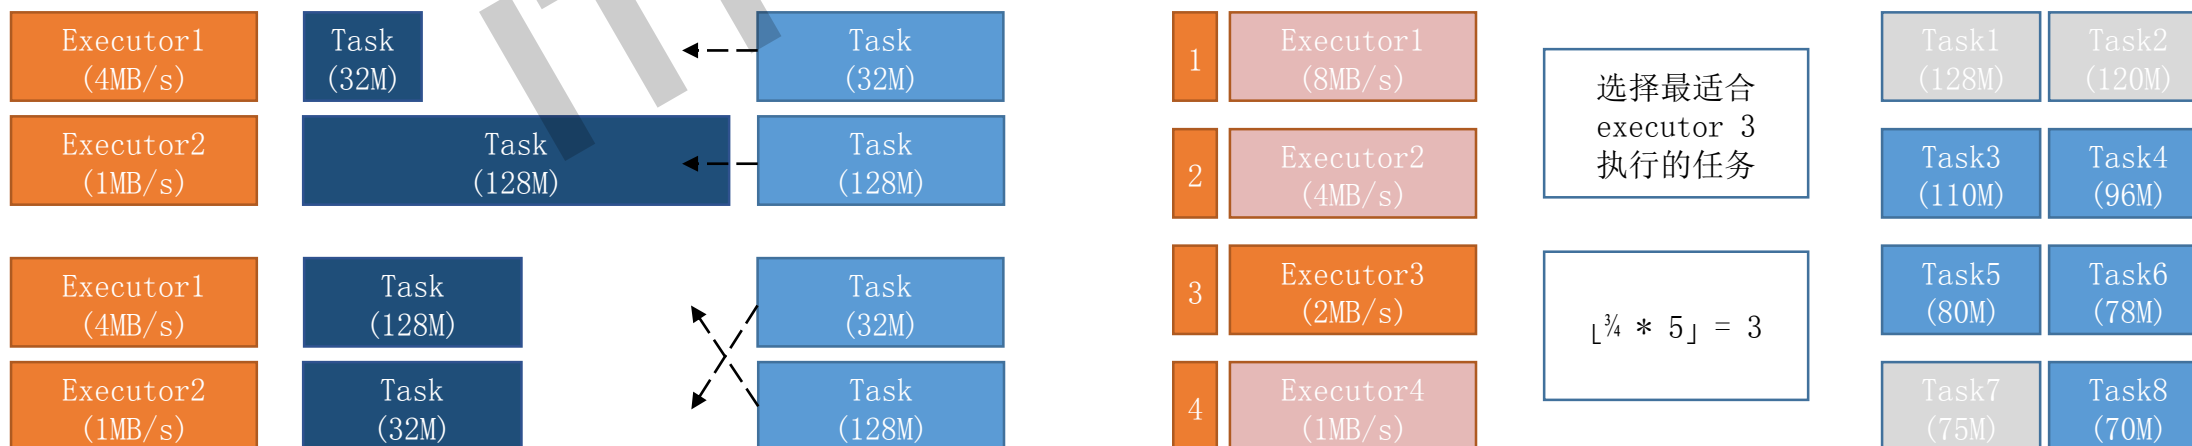 Executor1
(4MB/s)
Task
(32M)
Task
(32M)
Executor2
(1MB/s)
Task
(128M)
Task
(128M)
Executor1
(4MB/s)
Task
(128M)
Task
(32M)
Executor2
(1MB/s)
Task
(32M)
Task
(128M)
1
Executor1
(8MB/s)
2
Executor2
(4MB/s)
3
Executor3
(2MB/s)
4
Executor4
(1MB/s)
选择最适合
executor 3
执行的任务
⌊¾ * 5⌋ = 3
Task1
(128M)
Task2
(120M)
Task3
(110M)
Task4
(96M)
Task5
(80M)
Task6
(78M)
Task7
(75M)
Task8
(70M)